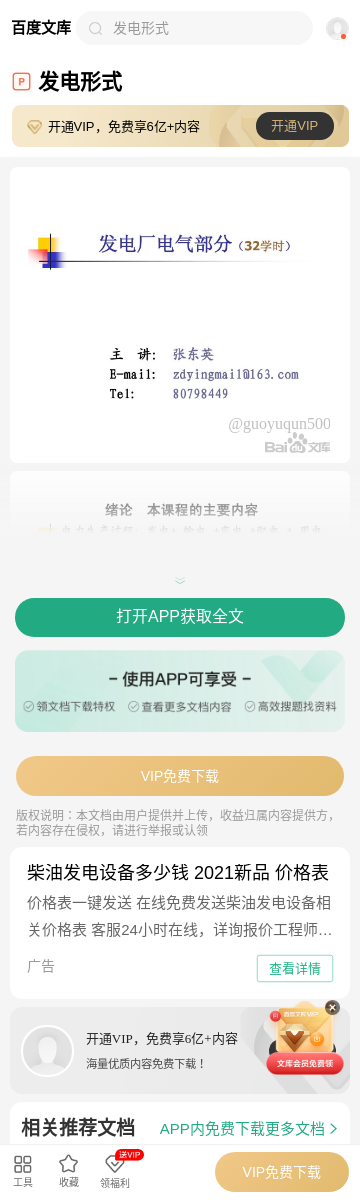 百度文库
发电形式
发电形式
开通VIP，免费享6亿+内容
开通VIP
发电厂电气部分（32学时）
主 讲： 张东英
E-mail： zdyingmail@163.com
Tel： 80798449
@guoyuqun500
Bai du 文库
绪论 本课程的主要内容
打开APP获取全文
- 使用APP可享受 -
领文档下载特权
查看更多文档内容
高效搜题找资料
VIP免费下载
版权说明：本文档由用户提供并上传，收益归属内容提供方，
若内容存在侵权，请进行举报或认领
柴油发电设备多少钱 2021新品 价格表
价格表一键发送 在线免费发送柴油发电设备相
关价格表 客服24小时在线，详询报价工程师…
广告
查看详情
开通VIP，免费享6亿+内容
海量优质内容免费下载！
文库会员免费领
相关推荐文档
APP内免费下载更多文档
工具
收藏
送VIP
领福利
VIP免费下载